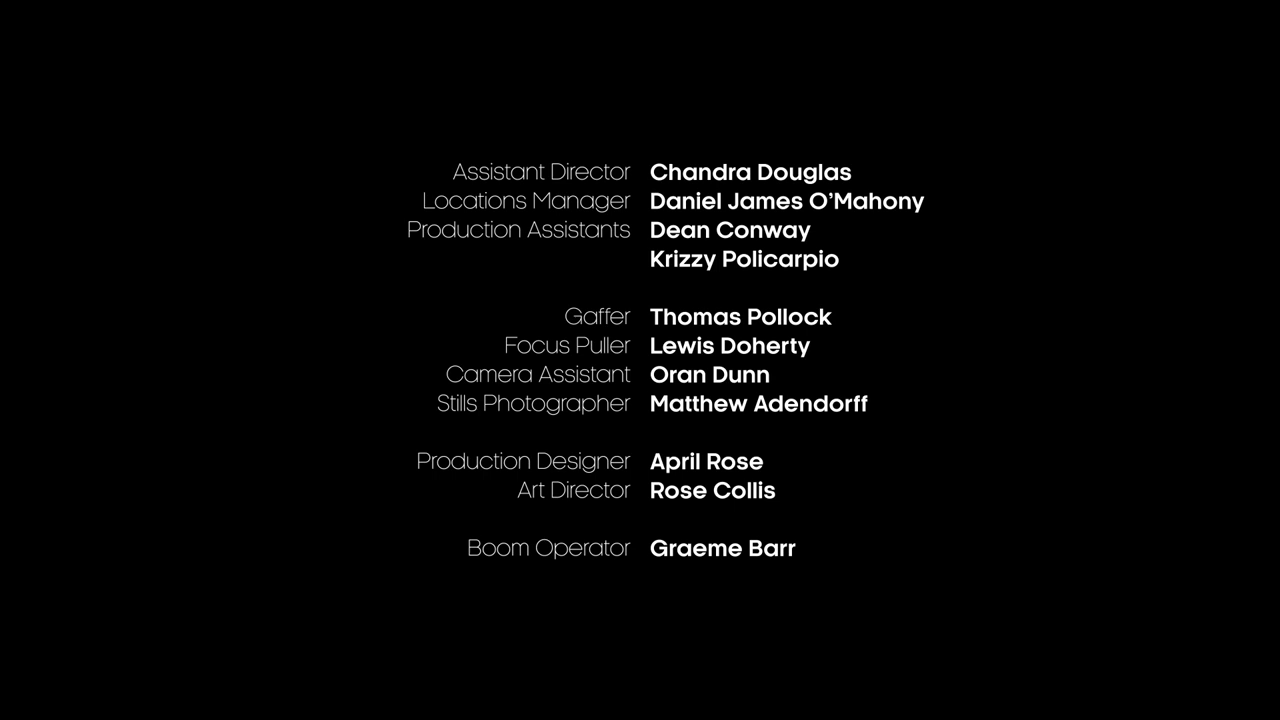 Assistant Director Chandra Douglas
Locations Manager Daniel James O’Mahony
Production Assistants Dean Conway
Krizzy Policarpio
Gaffer Thomas Pollock
Focus Puller Lewis Doherty
Camera Assistant Oran Dunn
Stills Photographer Matthew Adendorff
Production Designer April Rose
Art Director Rose Collis
Boom Operator Graeme Barr